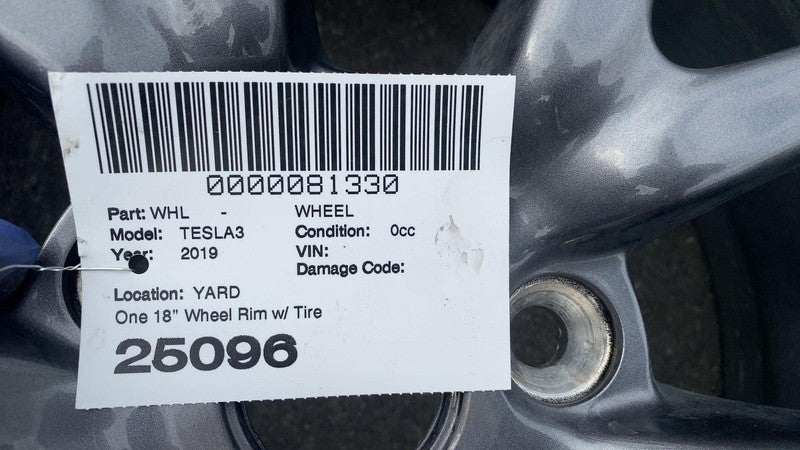 0000081330
Part: WHL - WHEEL
Model: TESLA3 Condition: 0cc
Year: 2019 VIN:
Damage Code:
Location: YARD
One 18" Wheel Rim w/ Tire
25096